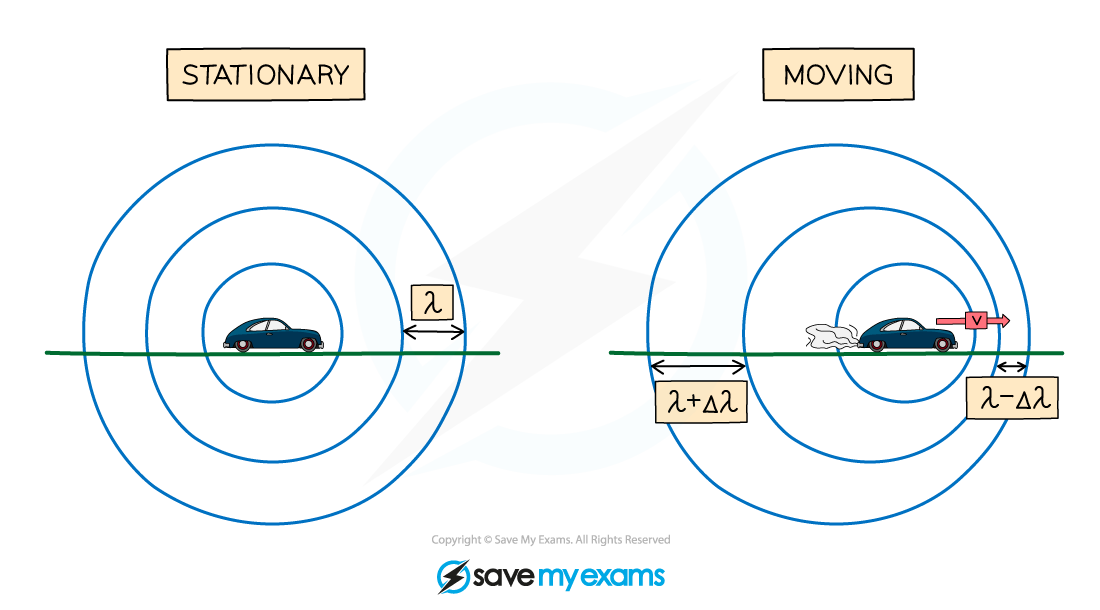 STATIONARY
MOVING
λ
V
λ+Δλ
λ-Δλ
Copyright © Save My Exams. All Rights Reserved
save my exams